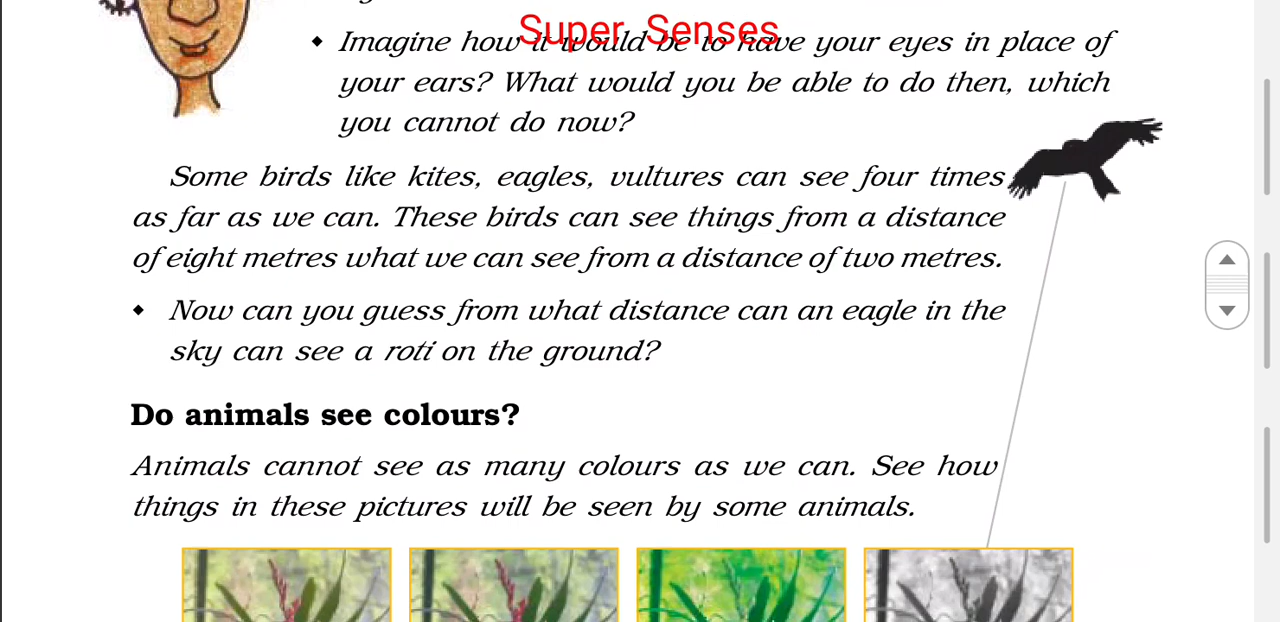 Super Senses
Imagine how it would be to have your eyes in place of
your ears? What would you be able to do then, which
you cannot do now?
Some birds like kites, eagles, vultures can see four times
as far as we can. These birds can see things from a distance
of eight metres what we can see from a distance of two metres.
Now can you guess from what distance can an eagle in the
sky can see a roti on the ground?
Do animals see colours?
Animals cannot see as many colours as we can. See how
things in these pictures will be seen by some animals.